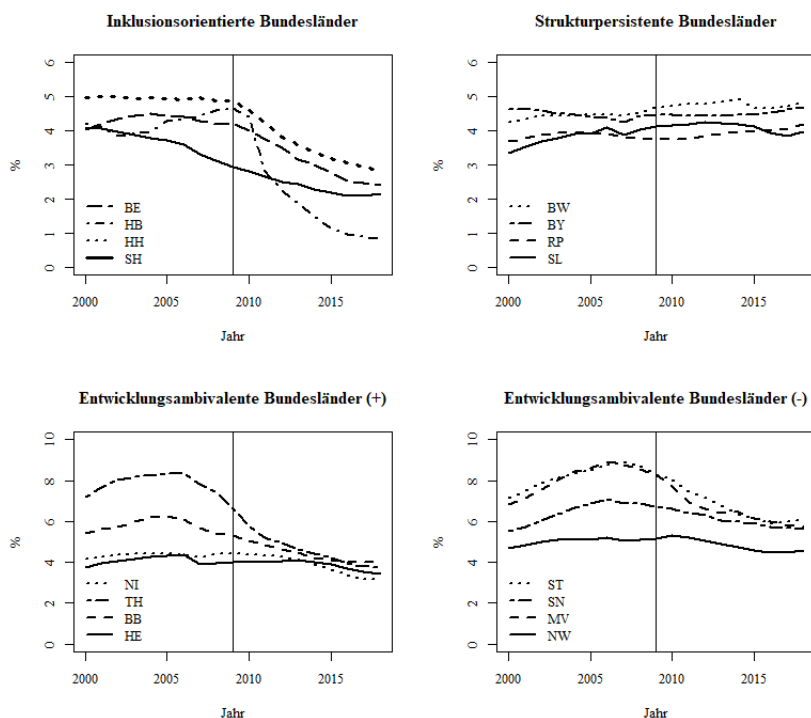 Inklusionsorientierte Bundesländer
6
5
4
3
2
1
0
%
BE
HB
HH
SH
2000 2005 2010 2015
Jahr
Strukturpersistente Bundesländer
6
5
4
3
2
1
0
%
BW
BY
RP
SL
2000 2005 2010 2015
Jahr
Entwicklungsambivalente Bundesländer (+)
10
8
6
4
2
0
%
NI
TH
BB
HE
2000 2005 2010 2015
Jahr
Entwicklungsambivalente Bundesländer (-)
10
8
6
4
2
0
%
ST
SN
MV
NW
2000 2005 2010 2015
Jahr